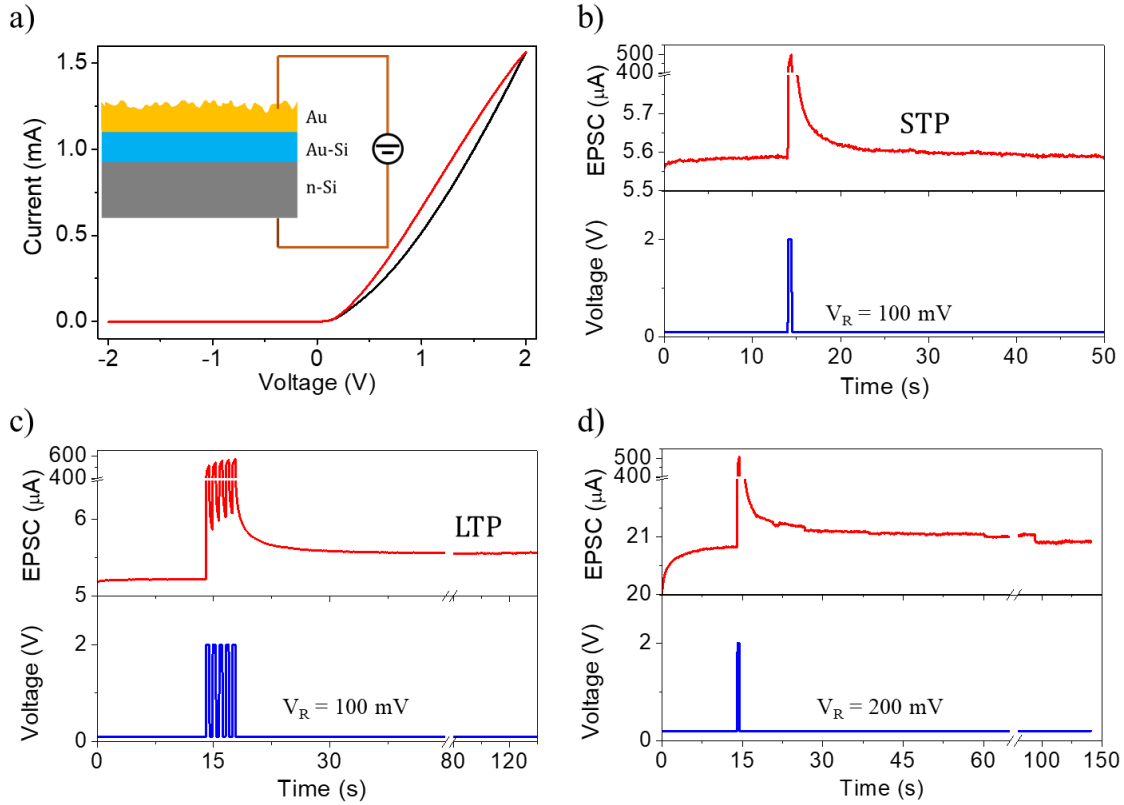 a)
Current (mA)
1.5
1.0
0.5
0.0
Au
Au-Si
n-Si
-2
-1
0
1
2
Voltage (V)
b)
EPSC (μA)
500
400
5.7
5.6
5.5
STP
Voltage (V)
2
0
V_R = 100 mV
0
10
20
30
40
50
Time (s)
c)
EPSC (μA)
600
400
6
5
LTP
Voltage (V)
2
0
V_R = 100 mV
0
15
30
80
120
Time (s)
d)
EPSC (μA)
500
400
21
20
Voltage (V)
2
0
V_R = 200 mV
0
15
30
45
60
100
150
Time (s)